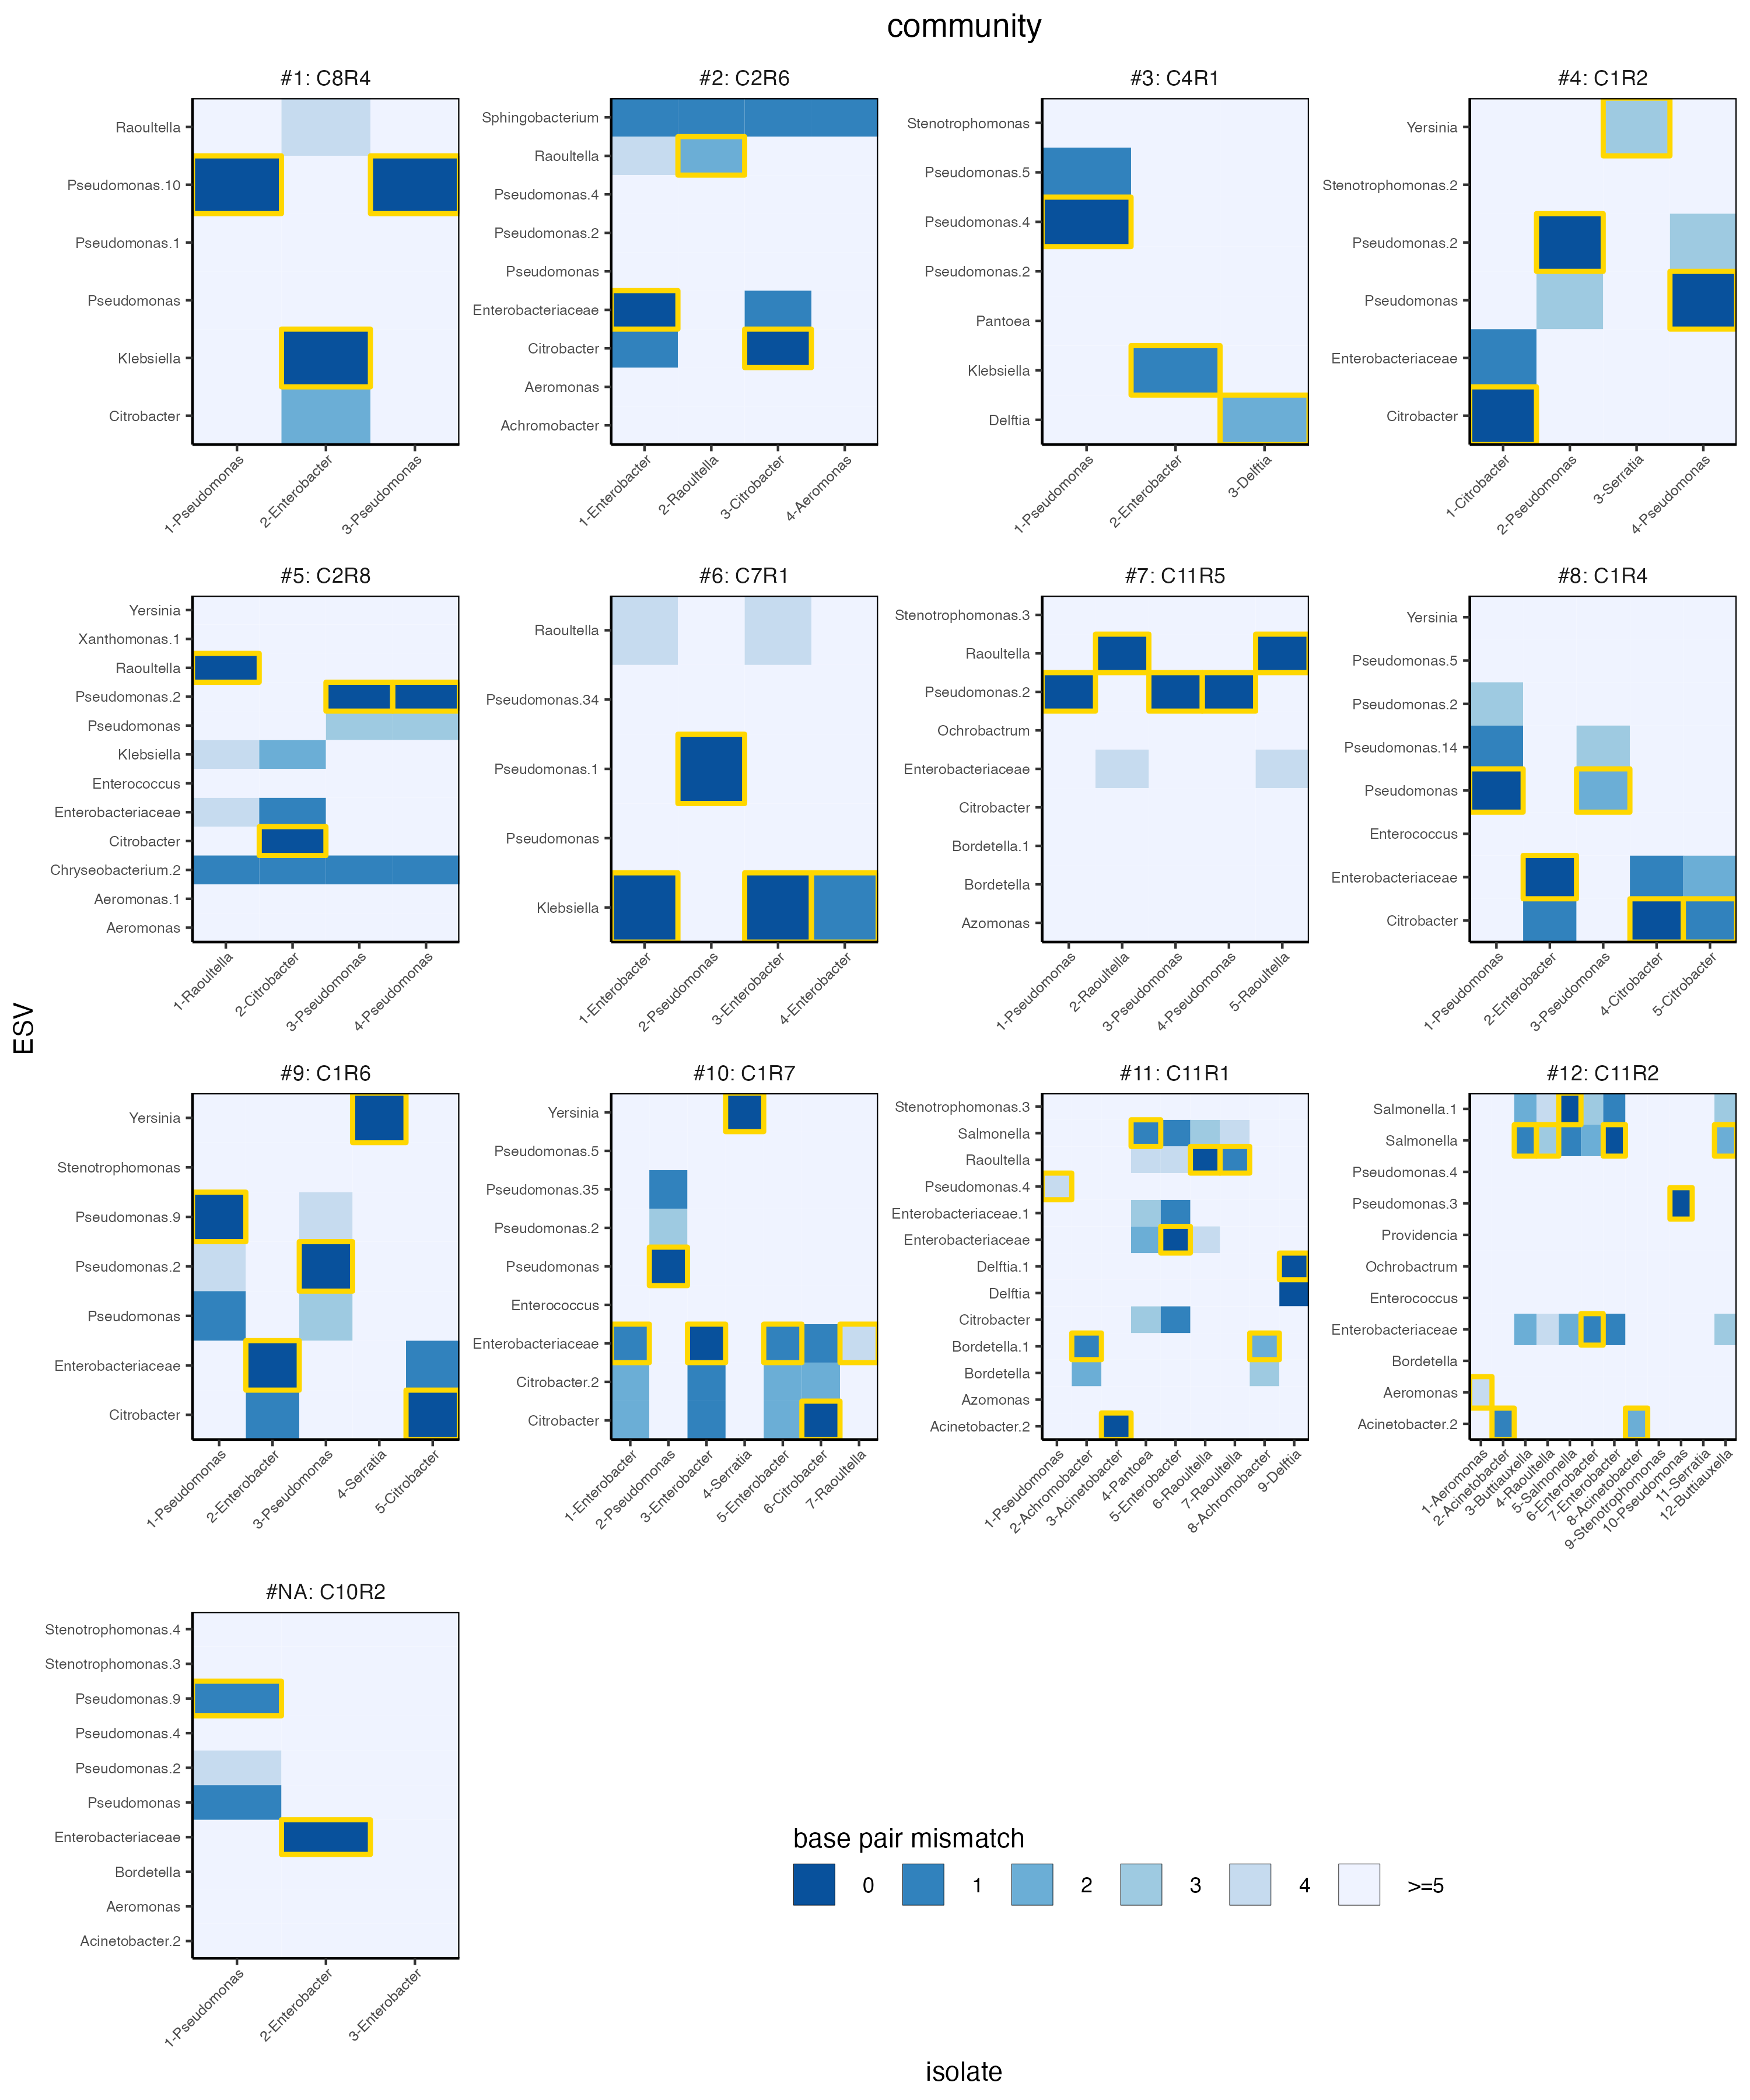 community
#1: C8R4
Raoultella
Pseudomonas.10
Pseudomonas.1
Pseudomonas
Klebsiella
Citrobacter
1-Pseudomonas
2-Enterobacter
3-Pseudomonas
#2: C2R6
Sphingobacterium
Raoultella
Pseudomonas.4
Pseudomonas.2
Pseudomonas
Enterobacteriaceae
Citrobacter
Aeromonas
Achromobacter
1-Enterobacter
2-Raoultella
3-Citrobacter
4-Aeromonas
#3: C4R1
Stenotrophomonas
Pseudomonas.5
Pseudomonas.4
Pseudomonas.2
Pantoea
Klebsiella
Delftia
1-Pseudomonas
2-Enterobacter
3-Delftia
#4: C1R2
Yersinia
Stenotrophomonas.2
Pseudomonas.2
Pseudomonas
Enterobacteriaceae
Citrobacter
1-Citrobacter
2-Pseudomonas
3-Serratia
4-Pseudomonas
ESV
#5: C2R8
Yersinia
Xanthomonas.1
Raoultella
Pseudomonas.2
Pseudomonas
Klebsiella
Enterococcus
Enterobacteriaceae
Citrobacter
Chryseobacterium.2
Aeromonas.1
Aeromonas
1-Raoultella
2-Citrobacter
3-Pseudomonas
4-Pseudomonas
#6: C7R1
Raoultella
Pseudomonas.34
Pseudomonas.1
Pseudomonas
Klebsiella
1-Enterobacter
2-Pseudomonas
3-Enterobacter
4-Enterobacter
#7: C11R5
Stenotrophomonas.3
Raoultella
Pseudomonas.2
Ochrobactrum
Enterobacteriaceae
Citrobacter
Bordetella.1
Bordetella
Azomonas
1-Pseudomonas
2-Raoultella
3-Pseudomonas
4-Pseudomonas
5-Raoultella
#8: C1R4
Yersinia
Pseudomonas.5
Pseudomonas.2
Pseudomonas.14
Pseudomonas
Enterococcus
Enterobacteriaceae
Citrobacter
1-Pseudomonas
2-Enterobacter
3-Pseudomonas
4-Citrobacter
5-Citrobacter
#9: C1R6
Yersinia
Stenotrophomonas
Pseudomonas.9
Pseudomonas.2
Pseudomonas
Enterobacteriaceae
Citrobacter
1-Pseudomonas
2-Enterobacter
3-Pseudomonas
4-Serratia
5-Citrobacter
#10: C1R7
Yersinia
Pseudomonas.5
Pseudomonas.35
Pseudomonas.2
Pseudomonas
Enterococcus
Enterobacteriaceae
Citrobacter.2
Citrobacter
1-Enterobacter
2-Pseudomonas
3-Enterobacter
4-Serratia
5-Enterobacter
6-Citrobacter
7-Raoultella
#11: C11R1
Stenotrophomonas.3
Salmonella
Raoultella
Pseudomonas.4
Enterobacteriaceae.1
Enterobacteriaceae
Delftia.1
Delftia
Citrobacter
Bordetella.1
Bordetella
Azomonas
Acinetobacter.2
1-Pseudomonas
2-Achromobacter
3-Acinetobacter
4-Pantoea
5-Enterobacter
6-Raoultella
7-Raoultella
8-Achromobacter
9-Delftia
#12: C11R2
Salmonella.1
Salmonella
Pseudomonas.4
Pseudomonas.3
Providencia
Ochrobactrum
Enterococcus
Enterobacteriaceae
Bordetella
Aeromonas
Acinetobacter.2
1-Aeromonas
2-Acinetobacter
3-Buttiauxella
4-Raoultella
5-Salmonella
6-Enterobacter
7-Enterobacter
8-Acinetobacter
9-Stenotrophomonas
10-Pseudomonas
11-Serratia
12-Buttiauxella
#NA: C10R2
Stenotrophomonas.4
Stenotrophomonas.3
Pseudomonas.9
Pseudomonas.4
Pseudomonas.2
Pseudomonas
Enterobacteriaceae
Bordetella
Aeromonas
Acinetobacter.2
1-Pseudomonas
2-Enterobacter
3-Enterobacter
base pair mismatch
0 1 2 3 4 >=5
isolate